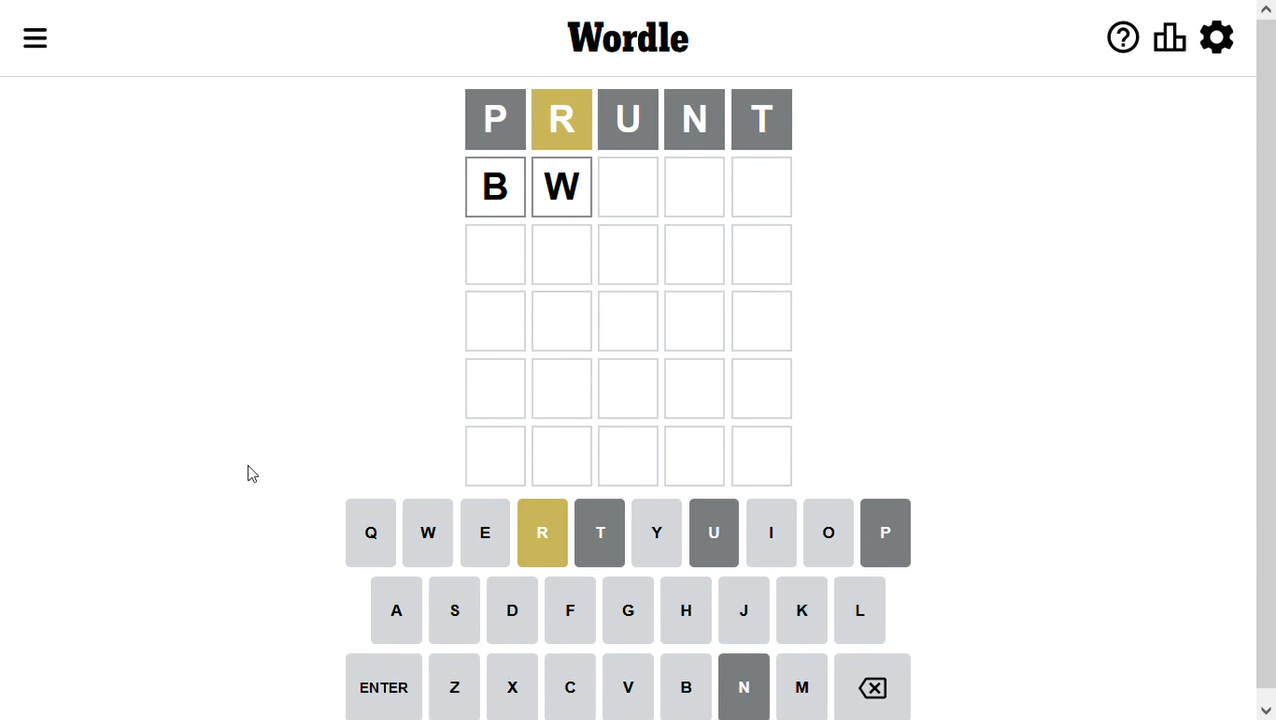 Wordle
P R U N T
B W
Q W E R T Y U I O P
A S D F G H J K L
ENTER Z X C V B N M